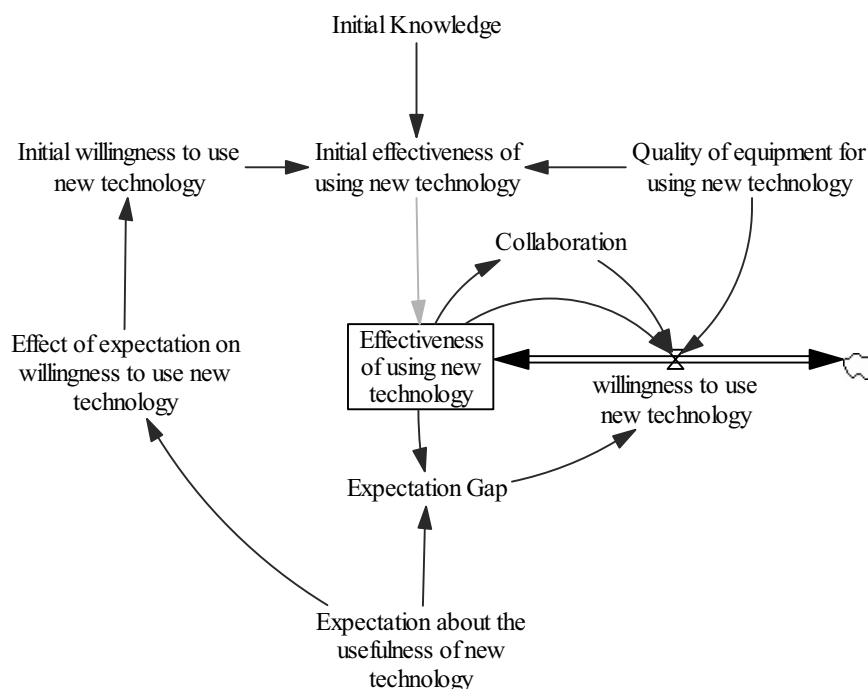 Initial Knowledge
Initial willingness to use
new technology
Initial effectiveness of
using new technology
Quality of equipment for
using new technology
Collaboration
Effect of expectation on
willingness to use new
technology
Effectiveness
of using new
technology
willingness to use
new technology
Expectation Gap
Expectation about the
usefulness of new
technology